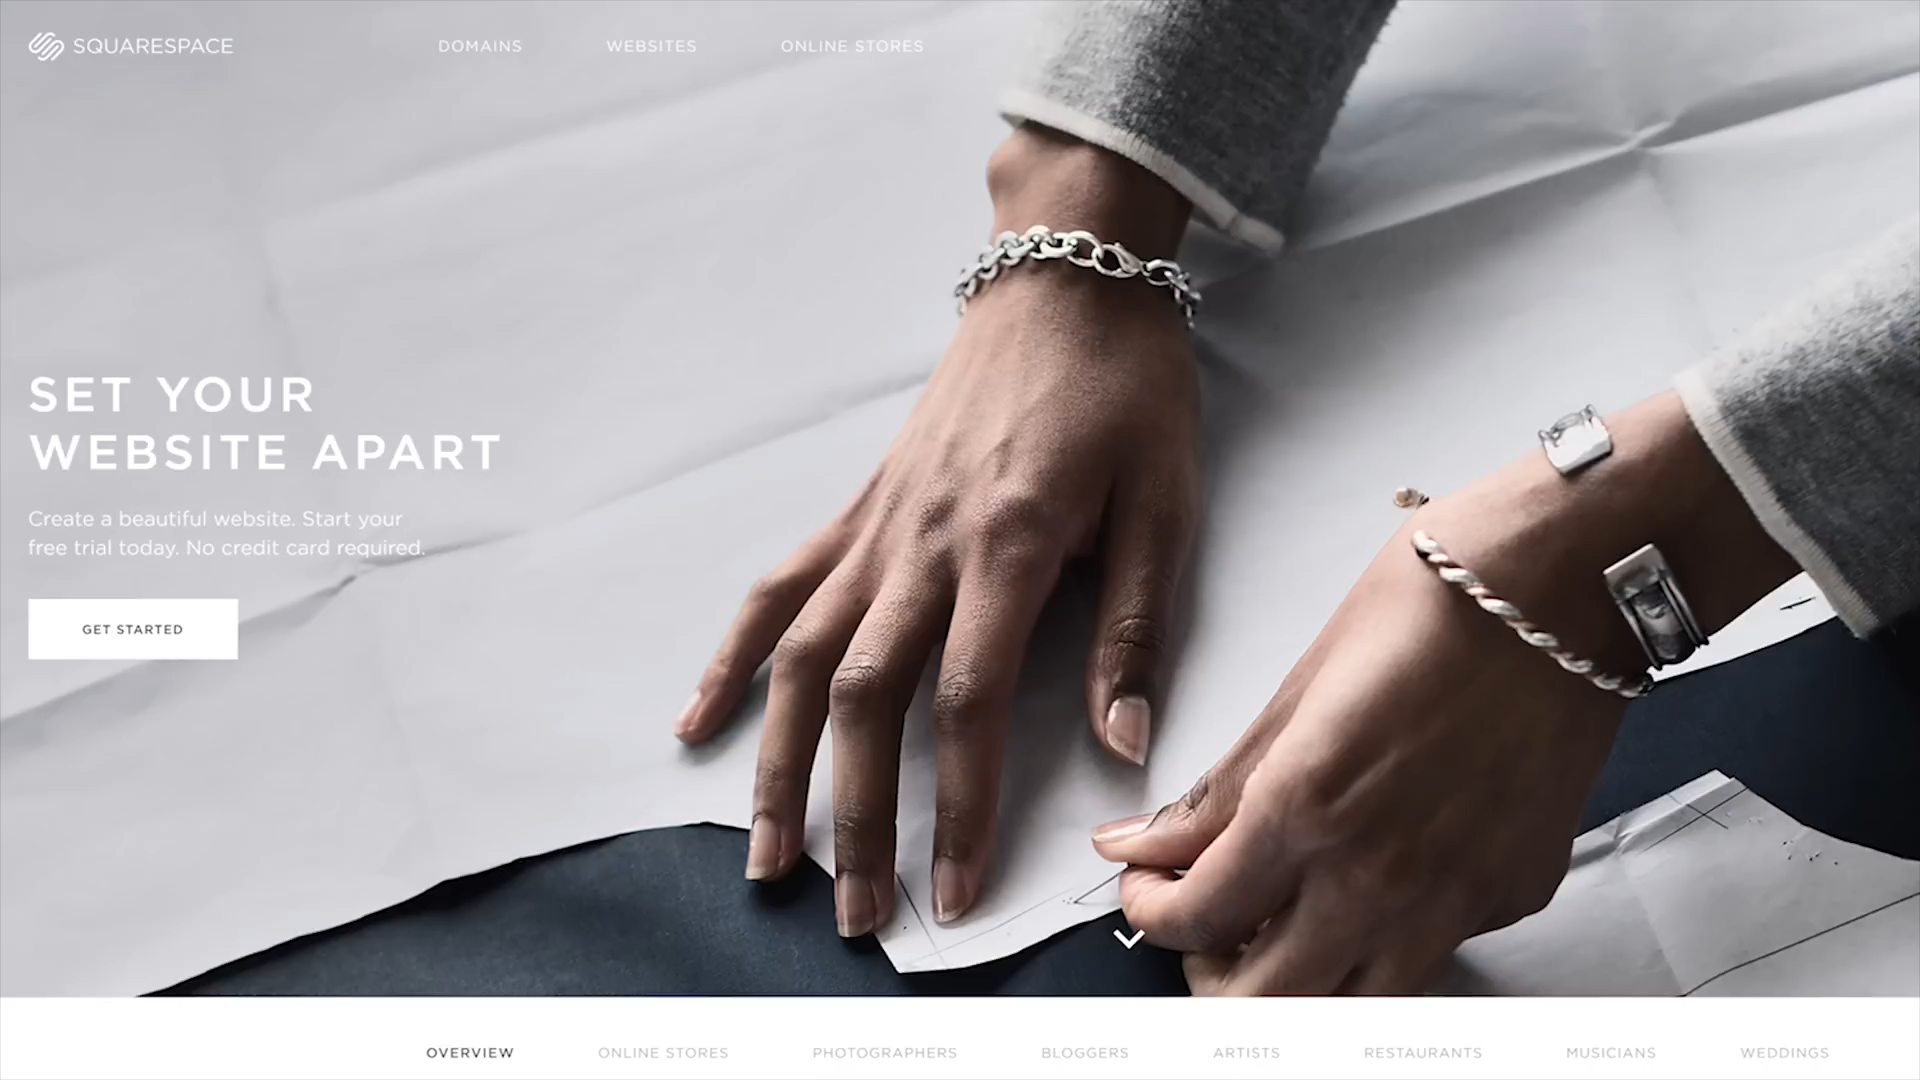 SQUARESPACE
DOMAINS WEBSITES ONLINE STORES
SET YOUR
WEBSITE APART
Create a beautiful website. Start your
free trial today. No credit card required.
GET STARTED
OVERVIEW ONLINE STORES PHOTOGRAPHERS BLOGGERS ARTISTS RESTAURANTS MUSICIANS WEDDINGS